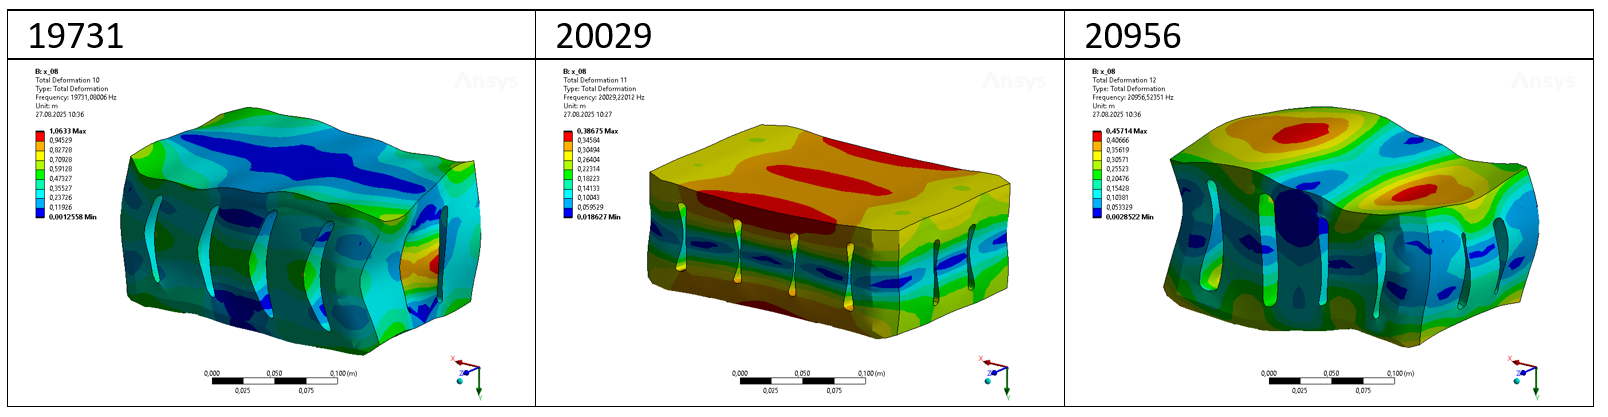 19731
20029
20956
B: x_08
Total Deformation 10
Type: Total Deformation
Frequency: 19731,08006 Hz
Unit: m
27.08.2025 10:36
1.0633 Max
0,94529
0,82728
0,70928
0,59128
0,47327
0,35527
0,23726
0,11926
0.0012558 Min
Ansys
0,000
0,050
0,100 (m)
0,025
0,075
X
Z
Y
B: x_08
Total Deformation 11
Type: Total Deformation
Frequency: 20029,22012 Hz
Unit: m
27.08.2025 10:27
0.38675 Max
0,34584
0,30494
0,26404
0,22314
0,18223
0,14133
0,10043
0,059529
0.018627 Min
Ansys
0,000
0,050
0,100 (m)
0,025
0,075
X
Z
Y
B: x_08
Total Deformation 12
Type: Total Deformation
Frequency: 20956,52351 Hz
Unit: m
27.08.2025 10:36
0.45714 Max
0,40666
0,35619
0,30571
0,25523
0,20476
0,15428
0,10381
0,053329
0.0028522 Min
Ansys
0,000
0,050
0,100 (m)
0,025
0,075
X
Z
Y